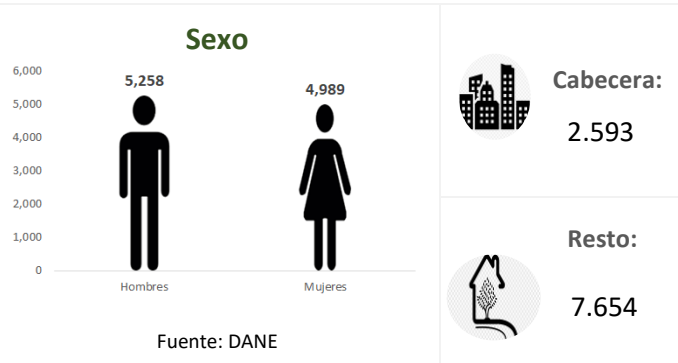 Sexo
6,000
5,000
4,000
3,000
2,000
1,000
0
5,258
4,989
Hombres
Mujeres
Fuente: DANE
Cabecera:
2.593
Resto:
7.654